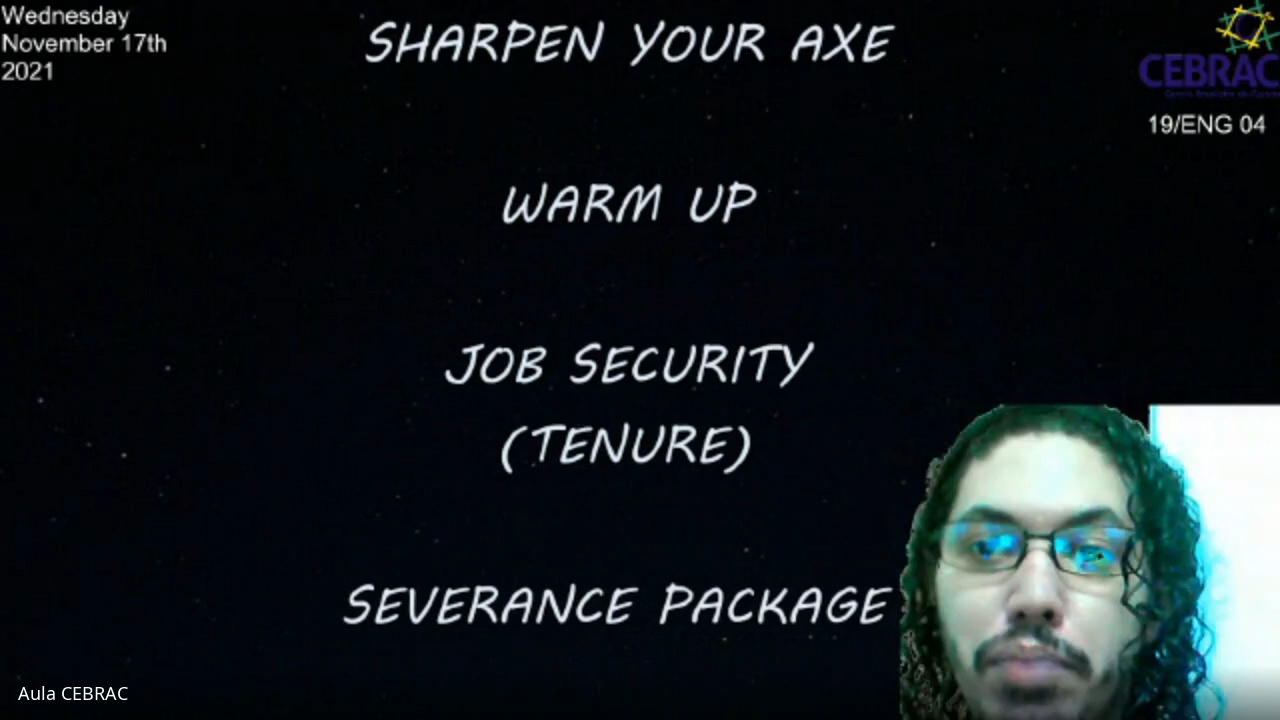 Wednesday
November 17th
2021
SHARPEN YOUR AXE
CEBRAC
19/ENG 04
WARM UP
JOB SECURITY
(TENURE)
SEVERANCE PACKAGE
Aula CEBRAC